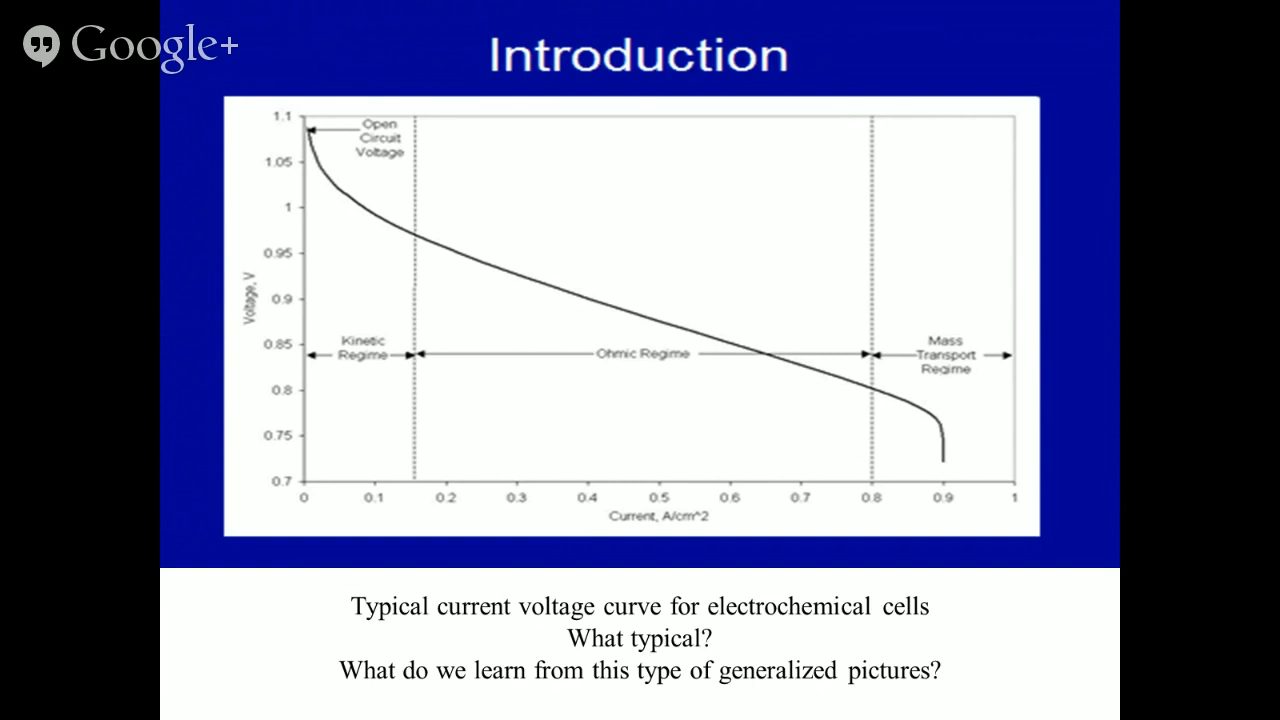 Google+
Introduction
1.1
1.05
1
0.95
0.9
0.85
0.8
0.75
0.7
Voltage, V
Open
Circuit
Voltage
Kinetic
Regime
Ohmic Regime
Mass
Transport
Regime
0 0.1 0.2 0.3 0.4 0.5 0.6 0.7 0.8 0.9 1
Current, A/cm^2
Typical current voltage curve for electrochemical cells
What typical?
What do we learn from this type of generalized pictures?